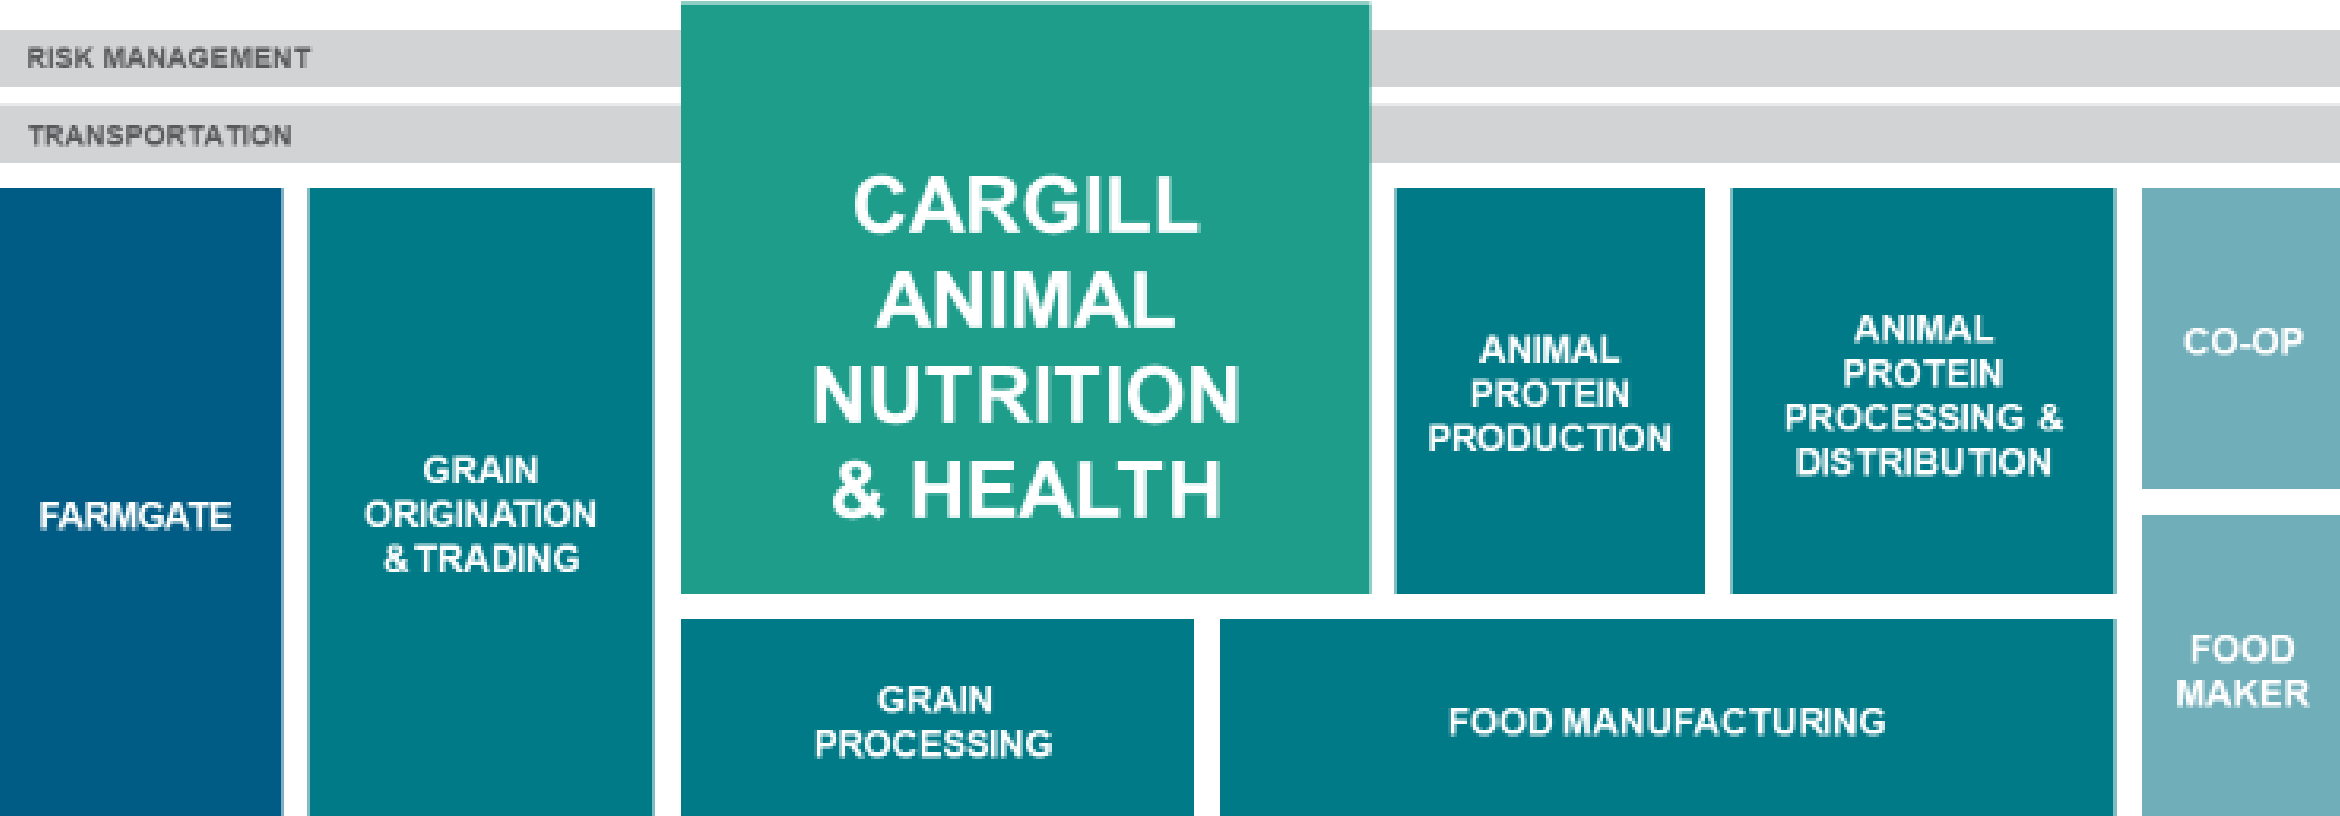 RISK MANAGEMENT
TRANSPORTATION
FARMGATE
GRAIN
ORIGINATION
& TRADING
CARGILL
ANIMAL
NUTRITION
& HEALTH
ANIMAL
PROTEIN
PRODUCTION
ANIMAL
PROTEIN
PROCESSING &
DISTRIBUTION
CO-OP
FOOD
MAKER
GRAIN
PROCESSING
FOOD MANUFACTURING